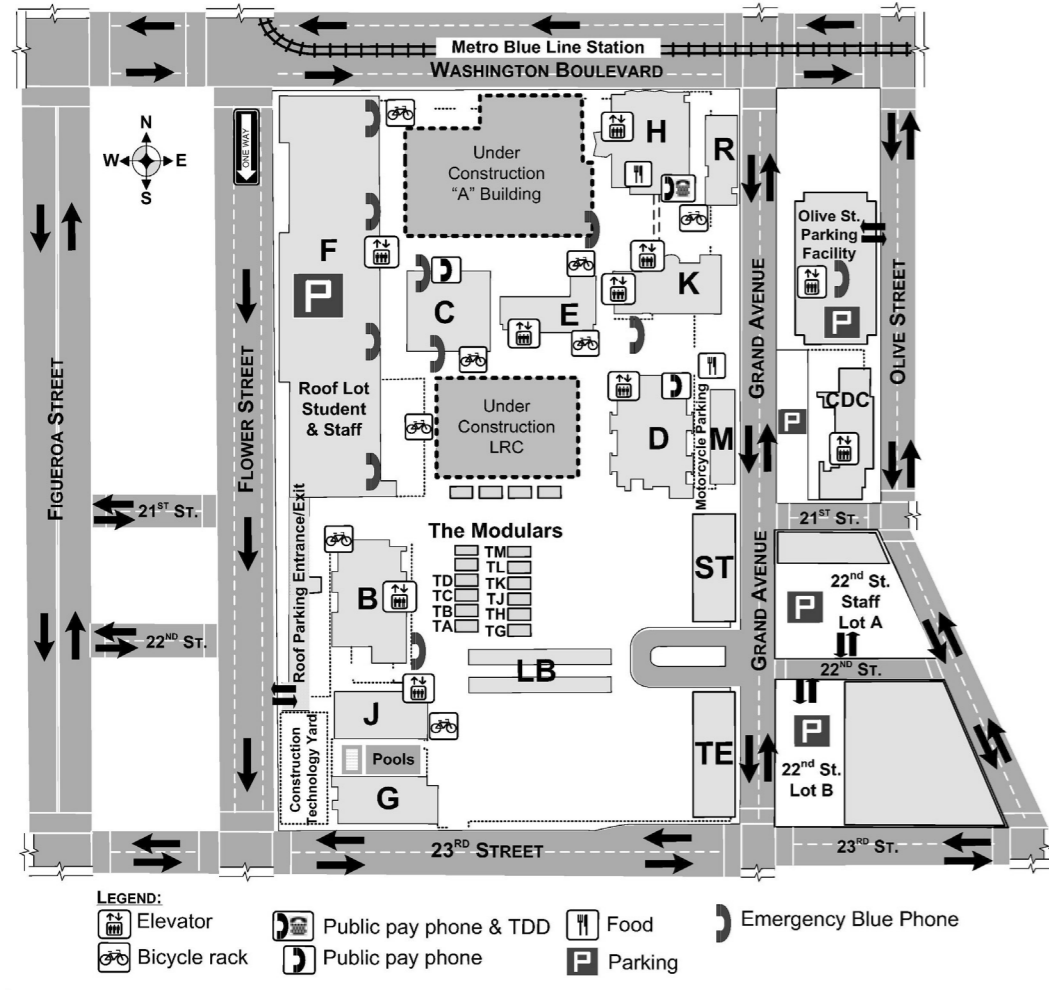 Metro Blue Line Station
WASHINGTON BOULEVARD
N
W E
S
ONE WAY
FIGUEROA STREET
FLOWER STREET
GRAND AVENUE
GRAND AVENUE
OLIVE STREET
Under
Construction
"A" Building
H
R
F
P
C
E
K
Olive St.
Parking
Facility
P
Roof Lot
Student
& Staff
Under
Construction
LRC
D
M
Motorcycle Parking
P
CDC
21ST ST.
21ST ST.
Roof Parking Entrance/Exit
The Modulars
TM
TL
TD TK
TC TJ
TB TH
TA TG
B
ST
22nd St.
Staff
Lot A
P
22ND ST.
22ND ST.
LB
J
Pools
G
Construction
Technology Yard
TE
P
22nd St.
Lot B
23RD STREET
23RD ST.
LEGEND:
Elevator
Bicycle rack
Public pay phone & TDD
Public pay phone
Food
P Parking
Emergency Blue Phone